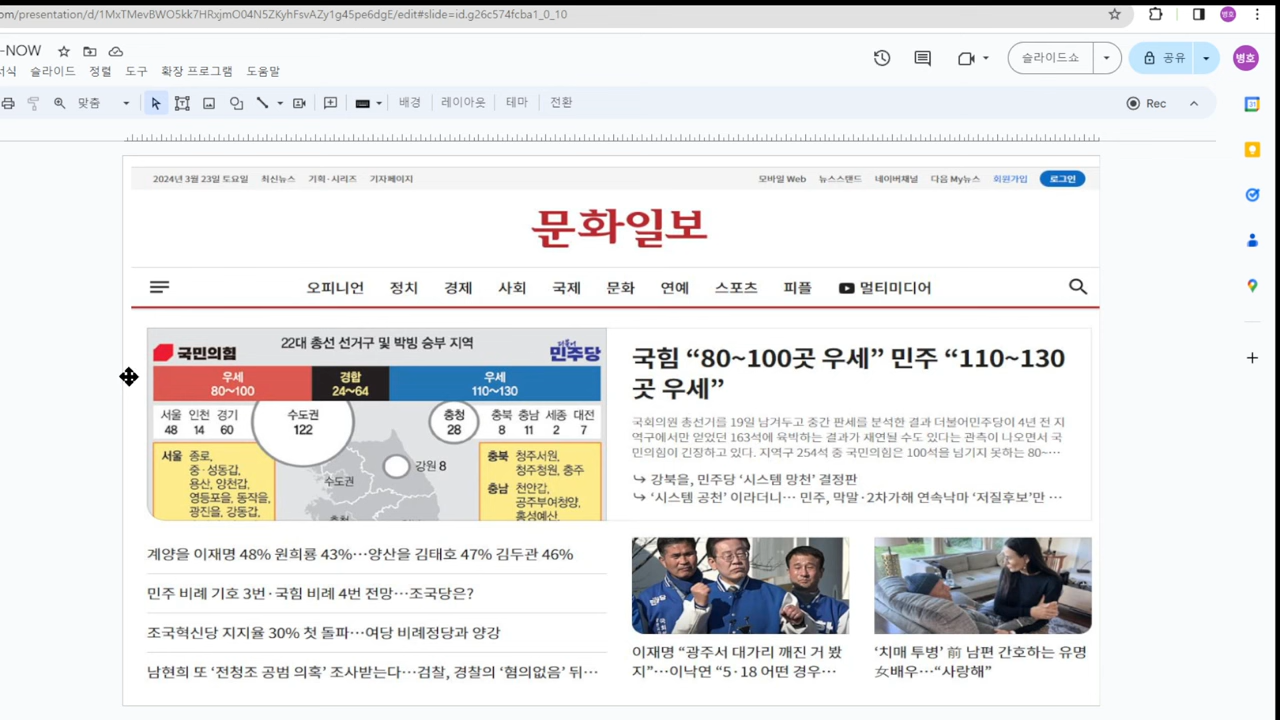 om/presentation/d/1MxTMevBWO5kk7HRxjmO04N5ZKyhFsvAZy1g45pe6dgE/edit#slide=id.g26c574fcba1_0_10
병호
-NOW
슬라이드쇼
공유
병호
서식 슬라이드 정렬 도구 확장 프로그램 도움말
맞춤
배경 레이아웃 테마 전환
Rec
2024년 3월 23일 토요일 최신뉴스 기획·시리즈 기자페이지
모바일 Web 뉴스스탠드 네이버채널 다음 My뉴스 회원가입 로그인
문화일보
오피니언 정치 경제 사회 국제 문화 연예 스포츠 피플 멀티미디어
국민의힘
22대 총선 선거구 및 박빙 승부 지역
더불어
민주당
우세
80~100
경합
24~64
우세
110~130
서울 인천 경기
48 14 60
수도권
122
충청
28
충북 충남 세종 대전
8 11 2 7
강원 8
수도권
충청
서울 종로,
중·성동갑,
용산, 양천갑,
영등포을, 동작을,
광진을, 강동갑,
충북 청주서원,
청주청원, 충주
충남 천안갑,
공주부여청양,
홍성예산,
국힘 “80~100곳 우세” 민주 “110~130
곳 우세”
국회의원 총선거를 19일 남겨두고 중간 판세를 분석한 결과 더불어민주당이 4년 전 지
역구에서만 얻었던 163석에 육박하는 결과가 재연될 수도 있다는 관측이 나오면서 국
민의힘이 긴장하고 있다. 지역구 254석 중 국민의힘은 100석을 넘기지 못하는 80~…
↪ 강북을, 민주당 ‘시스템 망천’ 결정판
↪ ‘시스템 공천’ 이라더니… 민주, 막말·2차가해 연속낙마 ‘저질후보’만 …
계양을 이재명 48% 원희룡 43%…양산을 김태호 47% 김두관 46%
민주 비례 기호 3번·국힘 비례 4번 전망…조국당은?
조국혁신당 지지율 30% 첫 돌파…여당 비례정당과 양강
남현희 또 ‘전청조 공범 의혹’ 조사받는다…검찰, 경찰의 ‘혐의없음’ 뒤…
이재명 “광주서 대가리 깨진 거 봤
지”…이낙연 “5·18 어떤 경우…
‘치매 투병’ 前 남편 간호하는 유명
女배우…“사랑해”